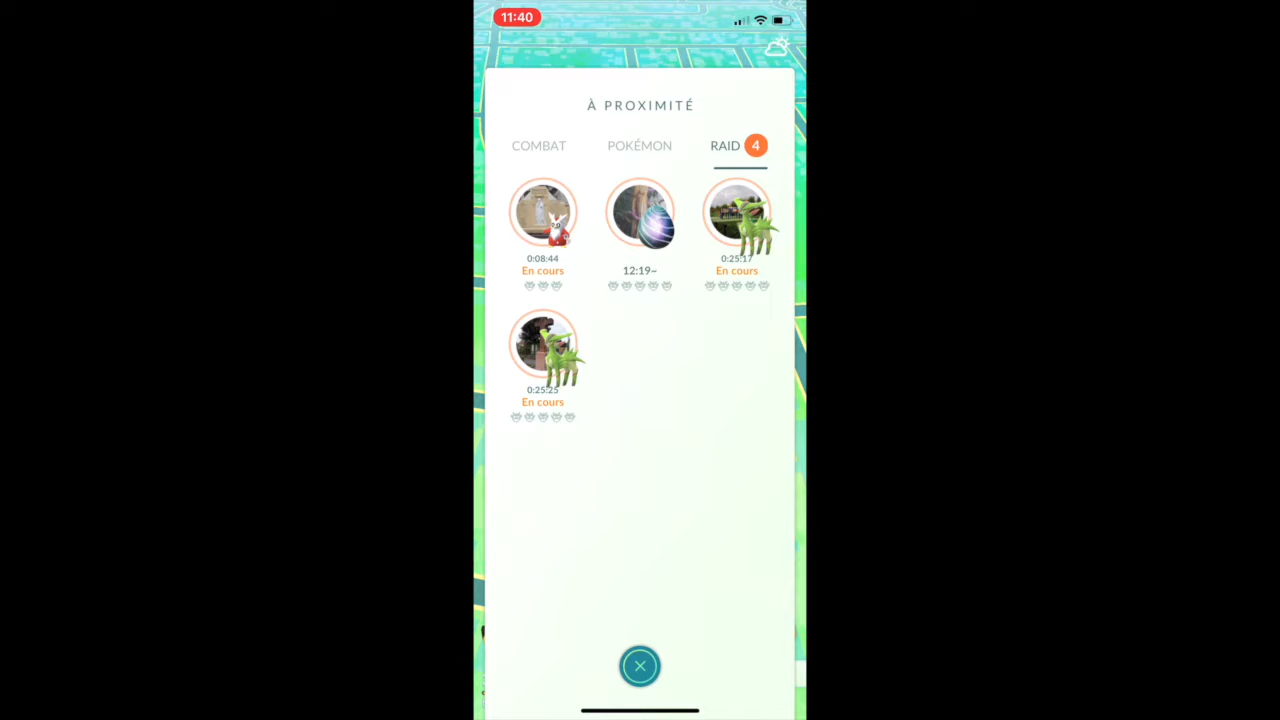 11:40
À PROXIMITÉ
COMBAT POKÉMON RAID 4
0:08:44 12:19~ 0:25:17
En cours En cours
0:25:25
En cours